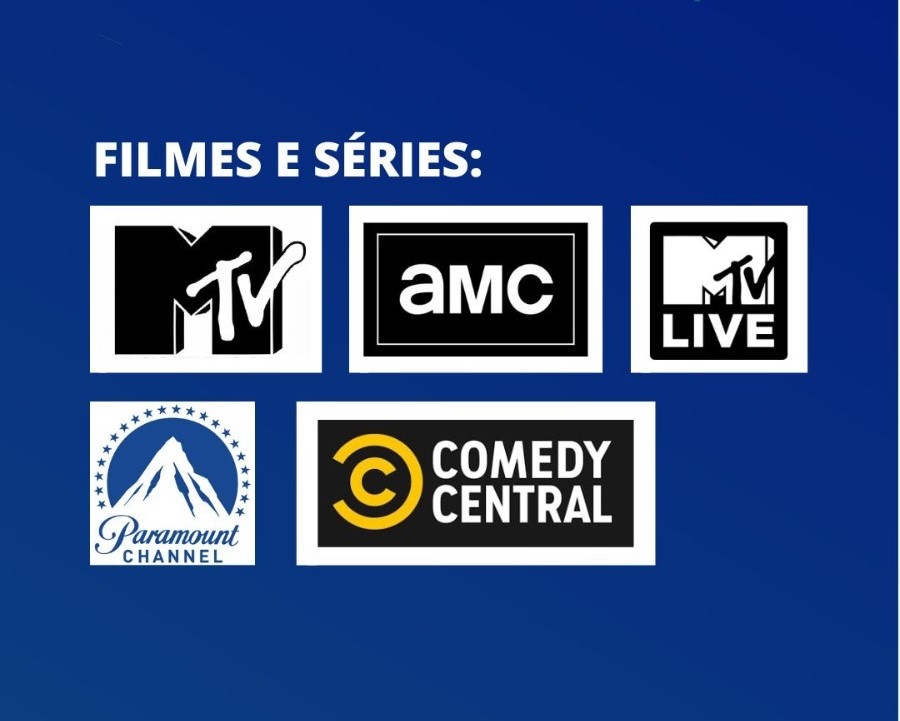 FILMES E SÉRIES:
MTV
aMC
MTV
LIVE
Paramount
CHANNEL
C COMEDY
CENTRAL